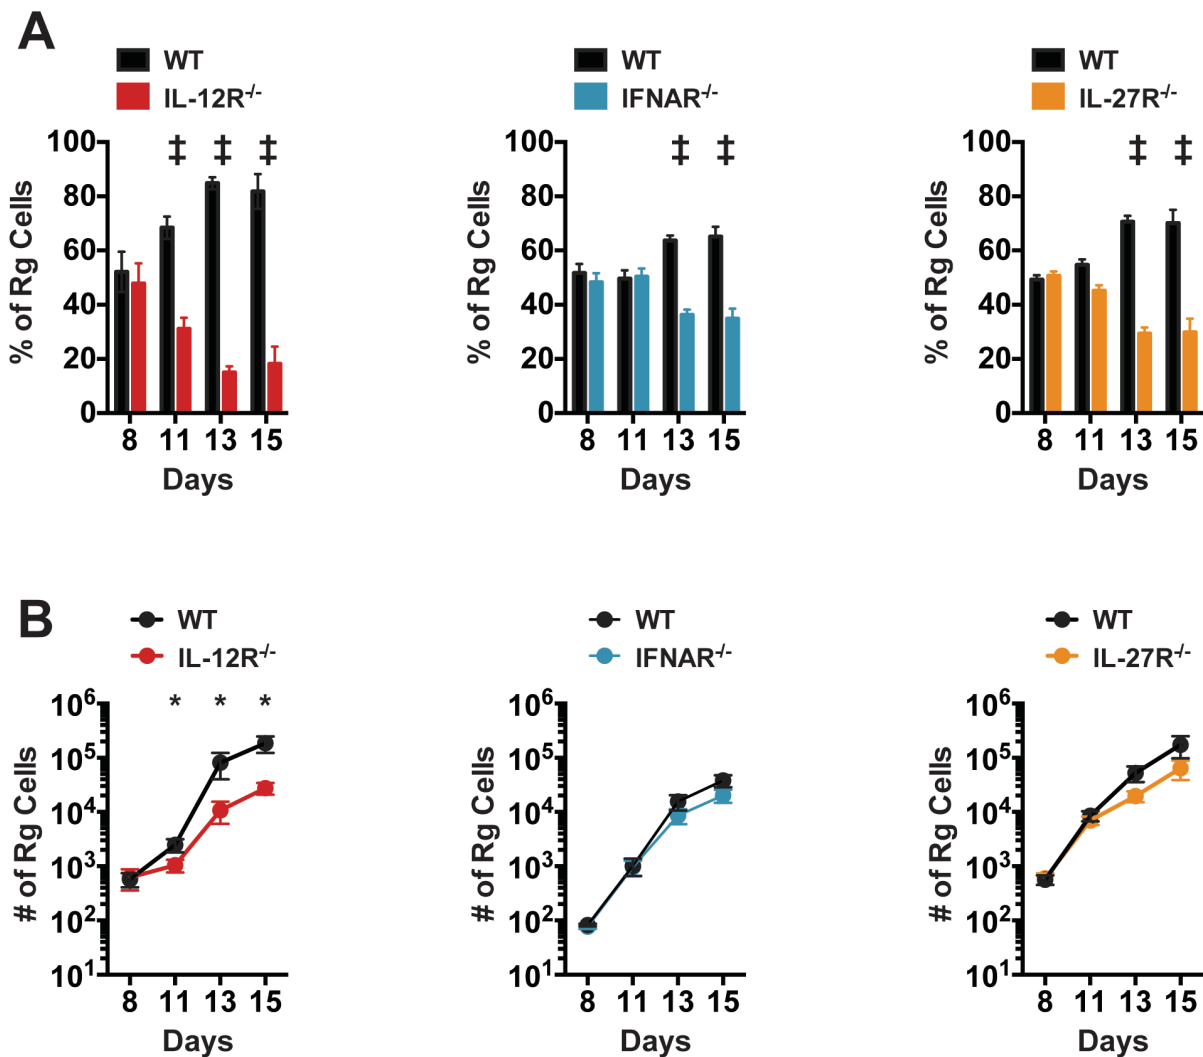 A
WT
IL-12R-/-
100
80
60
40
20
0
% of Rg Cells
‡ ‡ ‡
8 11 13 15
Days
WT
IFNAR-/-
100
80
60
40
20
0
% of Rg Cells
‡ ‡
8 11 13 15
Days
WT
IL-27R-/-
100
80
60
40
20
0
% of Rg Cells
‡ ‡
8 11 13 15
Days
B
WT
IL-12R-/-
10^6
10^5
10^4
10^3
10^2
10^1
# of Rg Cells
* * *
8 11 13 15
Days
WT
IFNAR-/-
10^6
10^5
10^4
10^3
10^2
10^1
# of Rg Cells
8 11 13 15
Days
WT
IL-27R-/-
10^6
10^5
10^4
10^3
10^2
10^1
# of Rg Cells
8 11 13 15
Days